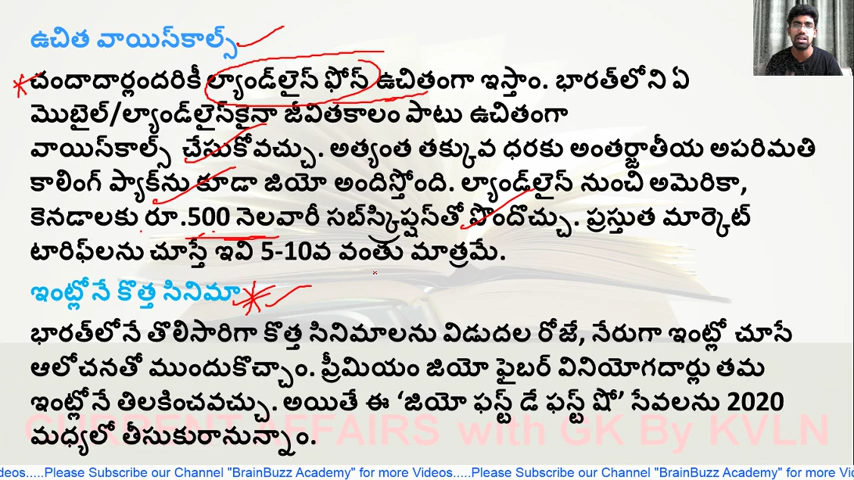 ఉచిత వాయిస్‌కాల్స్
చందాదార్లందరికీ ల్యాండ్‌లైన్ ఫోన్ ఉచితంగా ఇస్తాం. భారత్‌లోని ఏ
మొబైల్/ల్యాండ్‌లైన్‌కైనా జీవితకాలం పాటు ఉచితంగా
వాయిస్‌కాల్స్ చేసుకోవచ్చు. అత్యంత తక్కువ ధరకు అంతర్జాతీయ అపరిమతి
కాలింగ్ ప్యాక్‌ను కూడా జియో అందిస్తోంది. ల్యాండ్‌లైన్ నుంచి అమెరికా,
కెనడాలకు రూ.500 నెలవారీ సబ్‌స్క్రిప్షన్‌తో పొందొచ్చు. ప్రస్తుత మార్కెట్
టారిఫ్‌లను చూస్తే ఇవి 5-10వ వంతు మాత్రమే.
ఇంట్లోనే కొత్త సినిమా
భారత్‌లోనే తొలిసారిగా కొత్త సినిమాలను విడుదల రోజే, నేరుగా ఇంట్లో చూసే
ఆలోచనతో ముందుకొచ్చాం. ప్రీమియం జియో ఫైబర్ వినియోగదార్లు తమ
ఇంట్లోనే తిలకించవచ్చు. అయితే ఈ ‘జియో ఫస్ట్ డే ఫస్ట్ షో’ సేవలను 2020
మధ్యలో తీసుకురానున్నాం.
CURRENT AFFAIRS with GK By KVLN
deos.....Please Subscribe our Channel "BrainBuzz Academy" for more Videos.....Please Subscribe our Channel "BrainBuzz Academy" for more Video